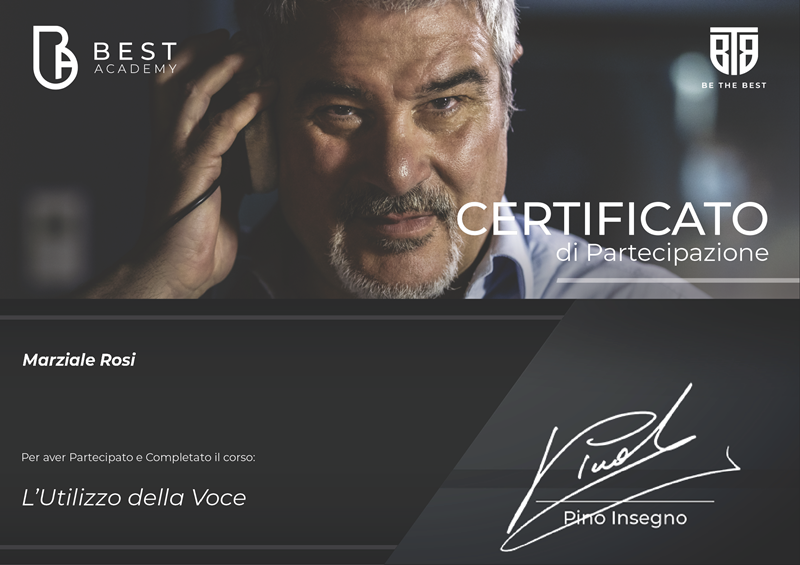 BEST
ACADEMY
BTB
BE THE BEST
CERTIFICATO
di Partecipazione
Marziale Rosi
Per aver Partecipato e Completato il corso:
L'Utilizzo della Voce
Pino Insegno